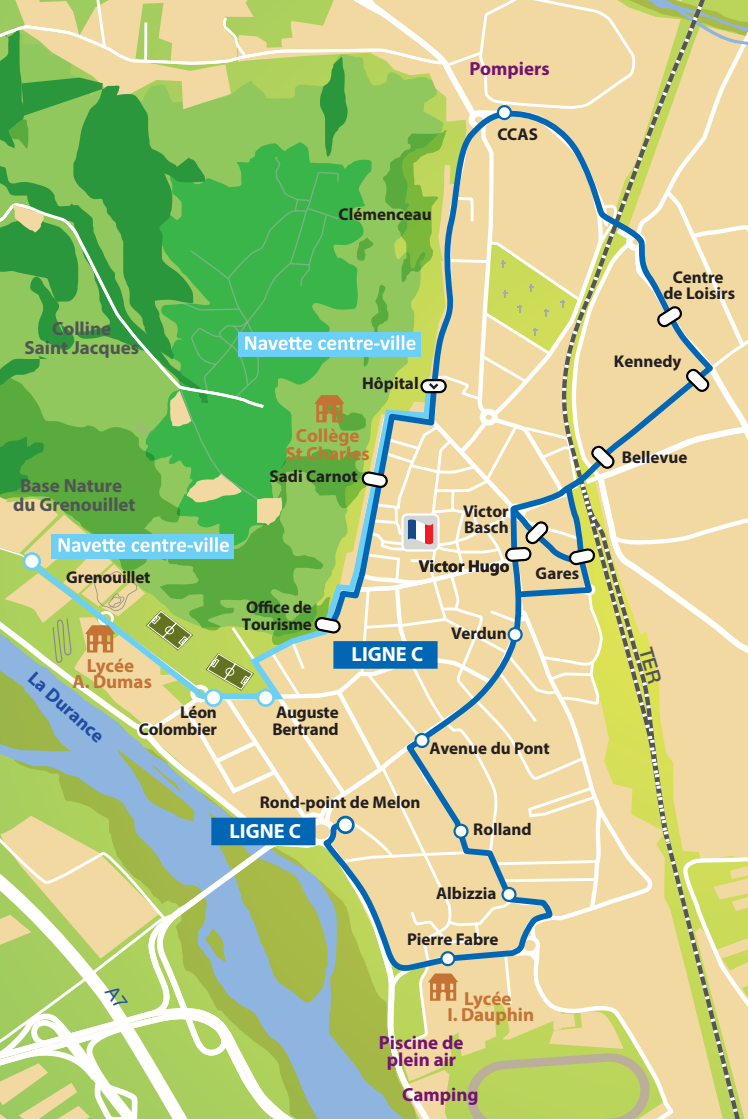 Pompiers
CCAS
Clémenceau
Centre
de Loisirs
Colline
Saint Jacques
Navette centre-ville
Kennedy
Hôpital
Collège
St Charles
Bellevue
Sadi Carnot
Base Nature
du Grenouillet
Victor
Basch
Navette centre-ville
Victor Hugo
Gares
Grenouillet
Office de
Tourisme
Verdun
LIGNE C
TER
Lycée
A. Dumas
La Durance
Léon
Colombier
Auguste
Bertrand
Avenue du Pont
Rond-point de Melon
LIGNE C
Rolland
Albizzia
Pierre Fabre
A7
Lycée
I. Dauphin
Piscine de
plein air
Camping